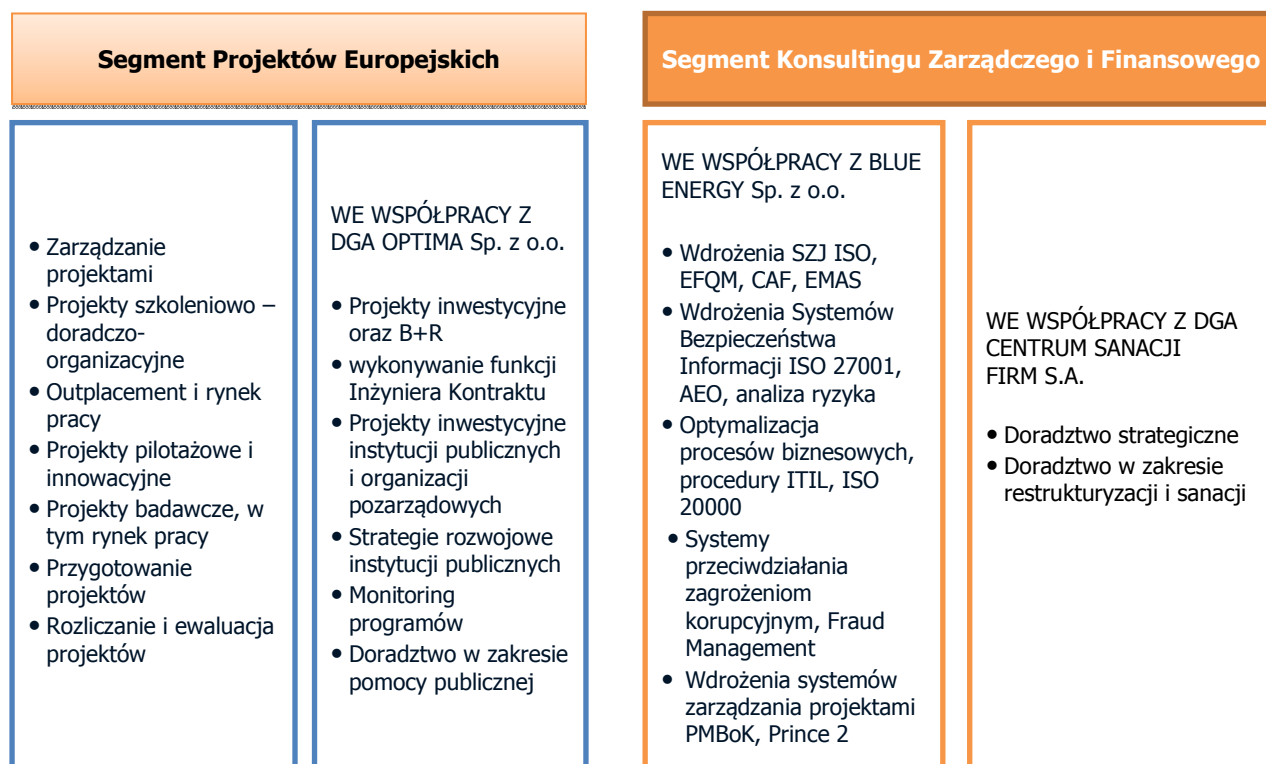 Segment Projektów Europejskich
• Zarządzanie
projektami
• Projekty szkoleniowo –
doradczo-
organizacyjne
• Outplacement i rynek
pracy
• Projekty pilotażowe i
innowacyjne
• Projekty badawcze, w
tym rynek pracy
• Przygotowanie
projektów
• Rozliczanie i ewaluacja
projektów
WE WSPÓŁPRACY Z
DGA OPTIMA Sp. z o.o.
• Projekty inwestycyjne
oraz B+R
• wykonywanie funkcji
Inżyniera Kontraktu
• Projekty inwestycyjne
instytucji publicznych
i organizacji
pozarządowych
• Strategie rozwojowe
instytucji publicznych
• Monitoring
programów
• Doradztwo w zakresie
pomocy publicznej
Segment Konsultingu Zarządczego i Finansowego
WE WSPÓŁPRACY Z BLUE
ENERGY Sp. z o.o.
• Wdrożenia SZJ ISO,
EFQM, CAF, EMAS
• Wdrożenia Systemów
Bezpieczeństwa
Informacji ISO 27001,
AEO, analiza ryzyka
• Optymalizacja
procesów biznesowych,
procedury ITIL, ISO
20000
• Systemy
przeciwdziałania
zagrożeniom
korupcyjnym, Fraud
Management
• Wdrożenia systemów
zarządzania projektami
PMBoK, Prince 2
WE WSPÓŁPRACY Z DGA
CENTRUM SANACJI
FIRM S.A.
• Doradztwo strategiczne
• Doradztwo w zakresie
restrukturyzacji i sanacji